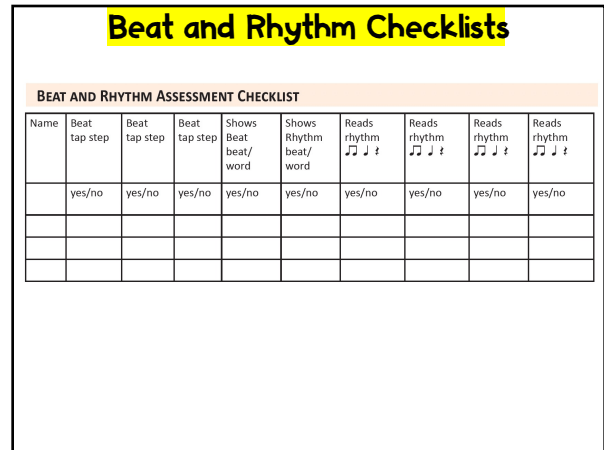 Beat and Rhythm Checklists
BEAT AND RHYTHM ASSESSMENT CHECKLIST
Name Beat tap step Beat tap step Beat tap step Shows Beat beat/ word Shows Rhythm beat/ word Reads rhythm ♫ ♩ 𝄽 Reads rhythm ♫ ♩ 𝄽 Reads rhythm ♫ ♩ 𝄽 Reads rhythm ♫ ♩ 𝄽
yes/no yes/no yes/no yes/no yes/no yes/no yes/no yes/no yes/no